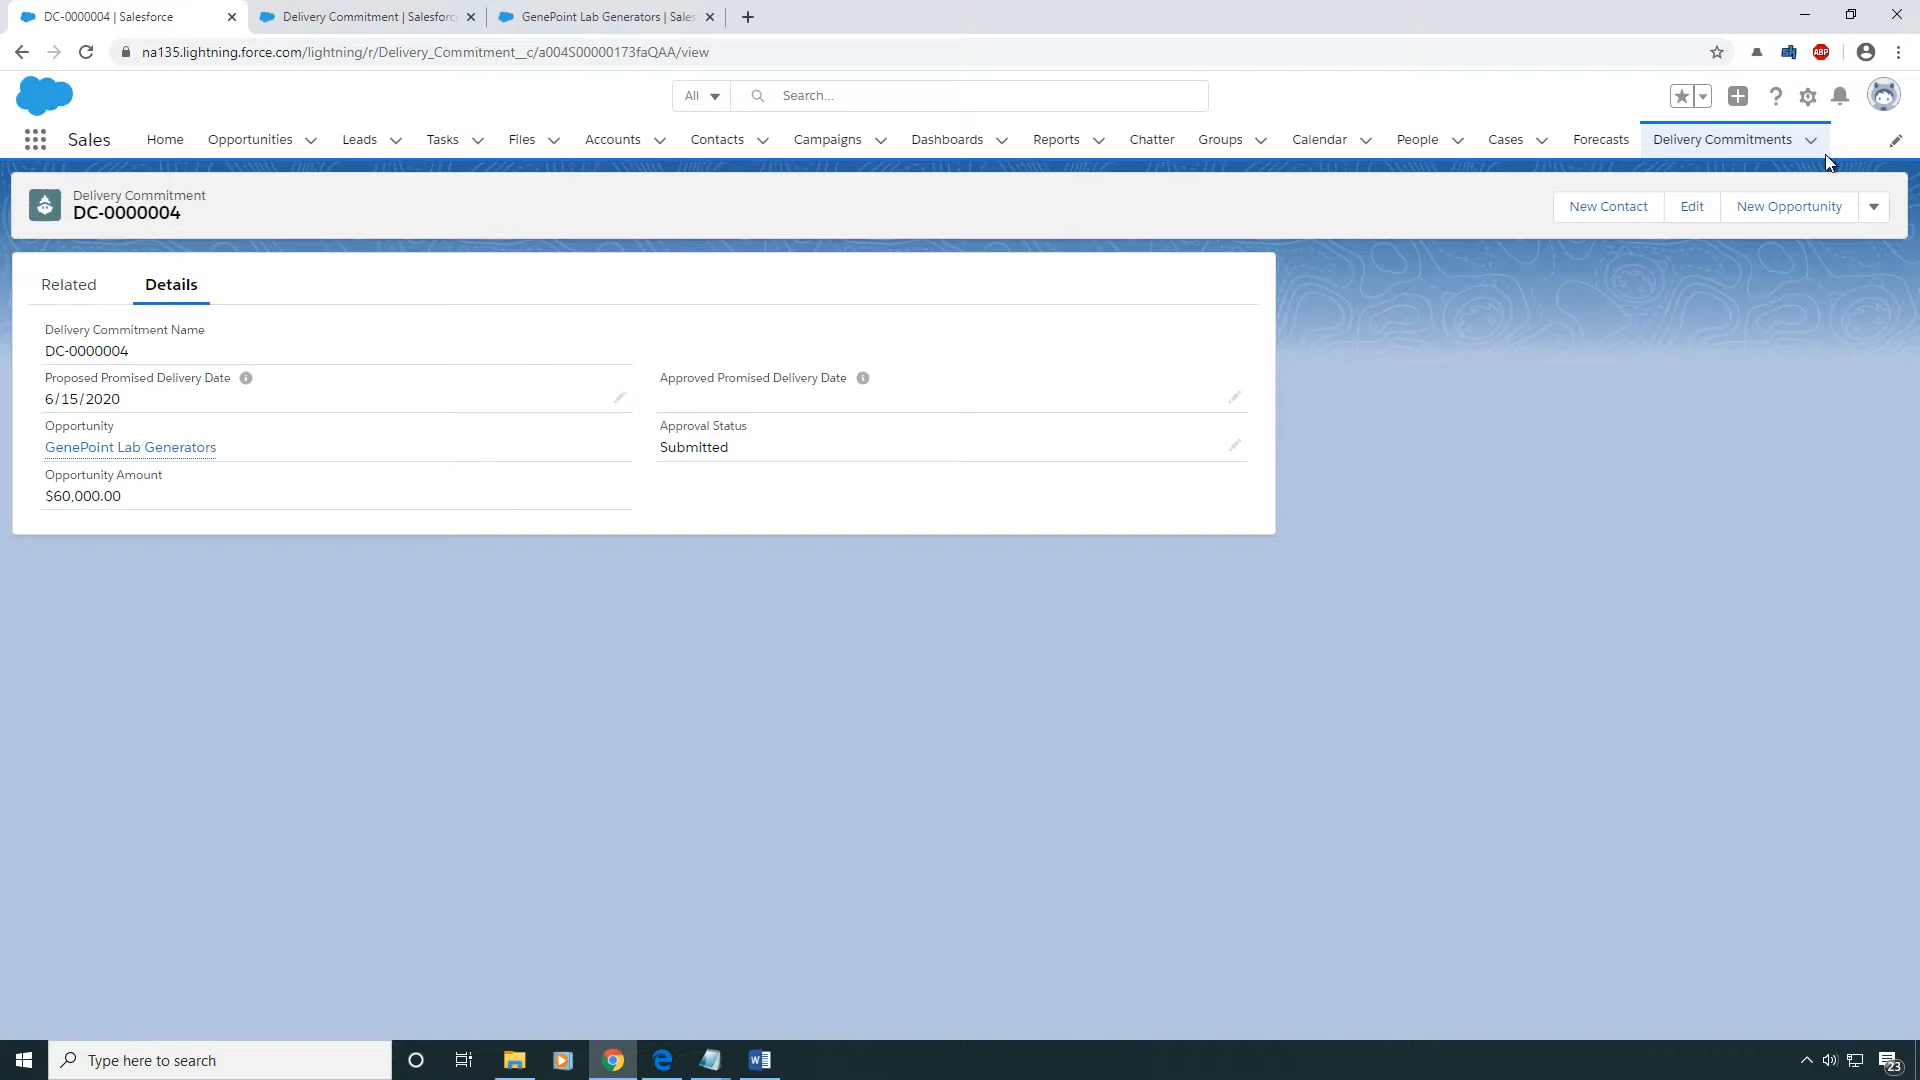 DC-0000004 | Salesforce
Delivery Commitment | Salesforc
GenePoint Lab Generators | Sales
na135.lightning.force.com/lightning/r/Delivery_Commitment__c/a004S00000173faQAA/view
ABP
All
Search...
Sales
Home
Opportunities
Leads
Tasks
Files
Accounts
Contacts
Campaigns
Dashboards
Reports
Chatter
Groups
Calendar
People
Cases
Forecasts
Delivery Commitments
Delivery Commitment
DC-0000004
New Contact
Edit
New Opportunity
Related
Details
Delivery Commitment Name
DC-0000004
Proposed Promised Delivery Date
6/15/2020
Approved Promised Delivery Date
Opportunity
GenePoint Lab Generators
Approval Status
Submitted
Opportunity Amount
$60,000.00
Type here to search
23